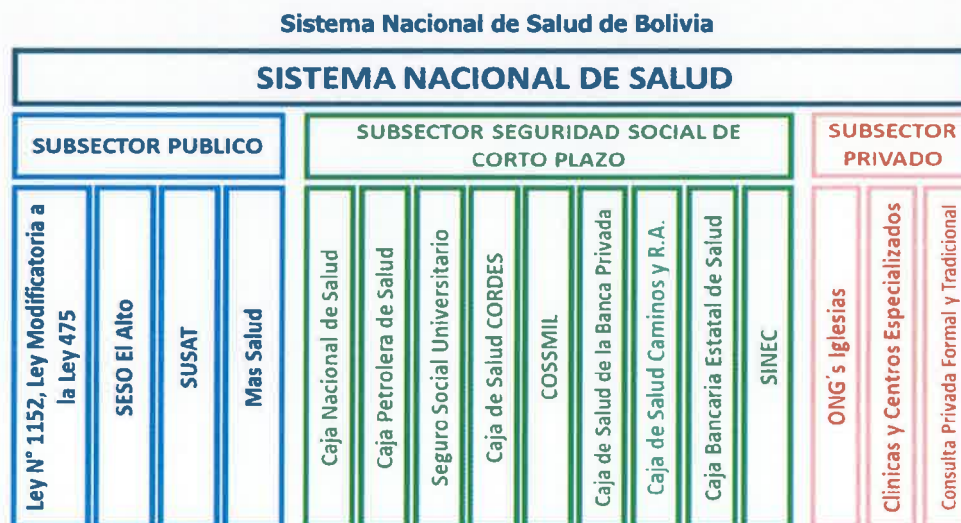 Sistema Nacional de Salud de Bolivia
SISTEMA NACIONAL DE SALUD
SUBSECTOR PUBLICO
SUBSECTOR SEGURIDAD SOCIAL DE
CORTO PLAZO
SUBSECTOR
PRIVADO
Ley N° 1152, Ley Modificatoria a
la Ley 475
SESO El Alto
SUSAT
Mas Salud
Caja Nacional de Salud
Caja Petrolera de Salud
Seguro Social Universitario
Caja de Salud CORDES
COSSMIL
Caja de Salud de la Banca Privada
Caja de Salud Caminos y R.A.
Caja Bancaria Estatal de Salud
SINEC
ONG´s Iglesias
Clinicas y Centros Especializados
Consulta Privada Formal y Tradicional